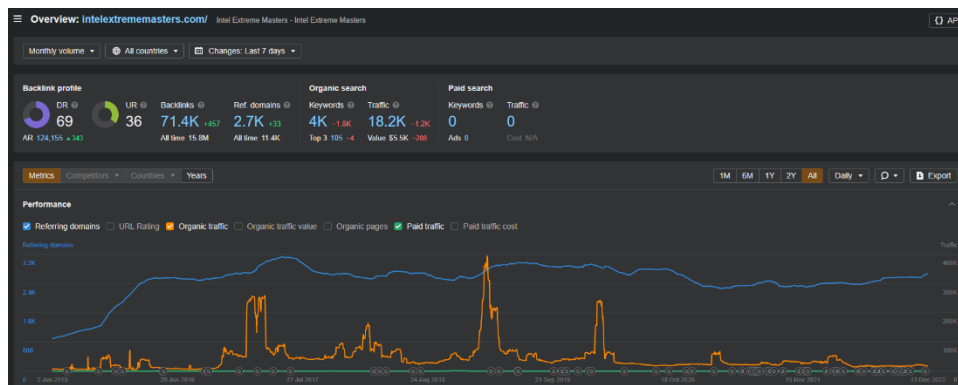 Overview: intelextrememasters.com/ Intel Extreme Masters - Intel Extreme Masters
{} AP
Monthly volume All countries Changes: Last 7 days
Backlink profile Organic search Paid search
DR UR Backlinks Ref. domains Keywords Traffic Keywords Traffic
69 36 71.4K +457 2.7K +33 4K -1.8K 18.2K -1.2K 0 0
AR 124,155 343 All time 15.8M All time 11.4K Top 3 105 -4 Value $5.5K -208 Ads 0 Cost N/A
Metrics Competitors Countries Years 1M 6M 1Y 2Y All Daily Export
Performance
Referring domains URL Rating Organic traffic Organic traffic value Organic pages Paid traffic Paid traffic cost
Referring domains Traffic
3.2K 400K
2.4K 300K
1.6K 200K
800 100K
0 2 Jun 2015 29 Jun 2016 27 Jul 2017 24 Aug 2018 21 Sep 2019 18 Oct 2020 15 Nov 2021 13 Dec 2022 0